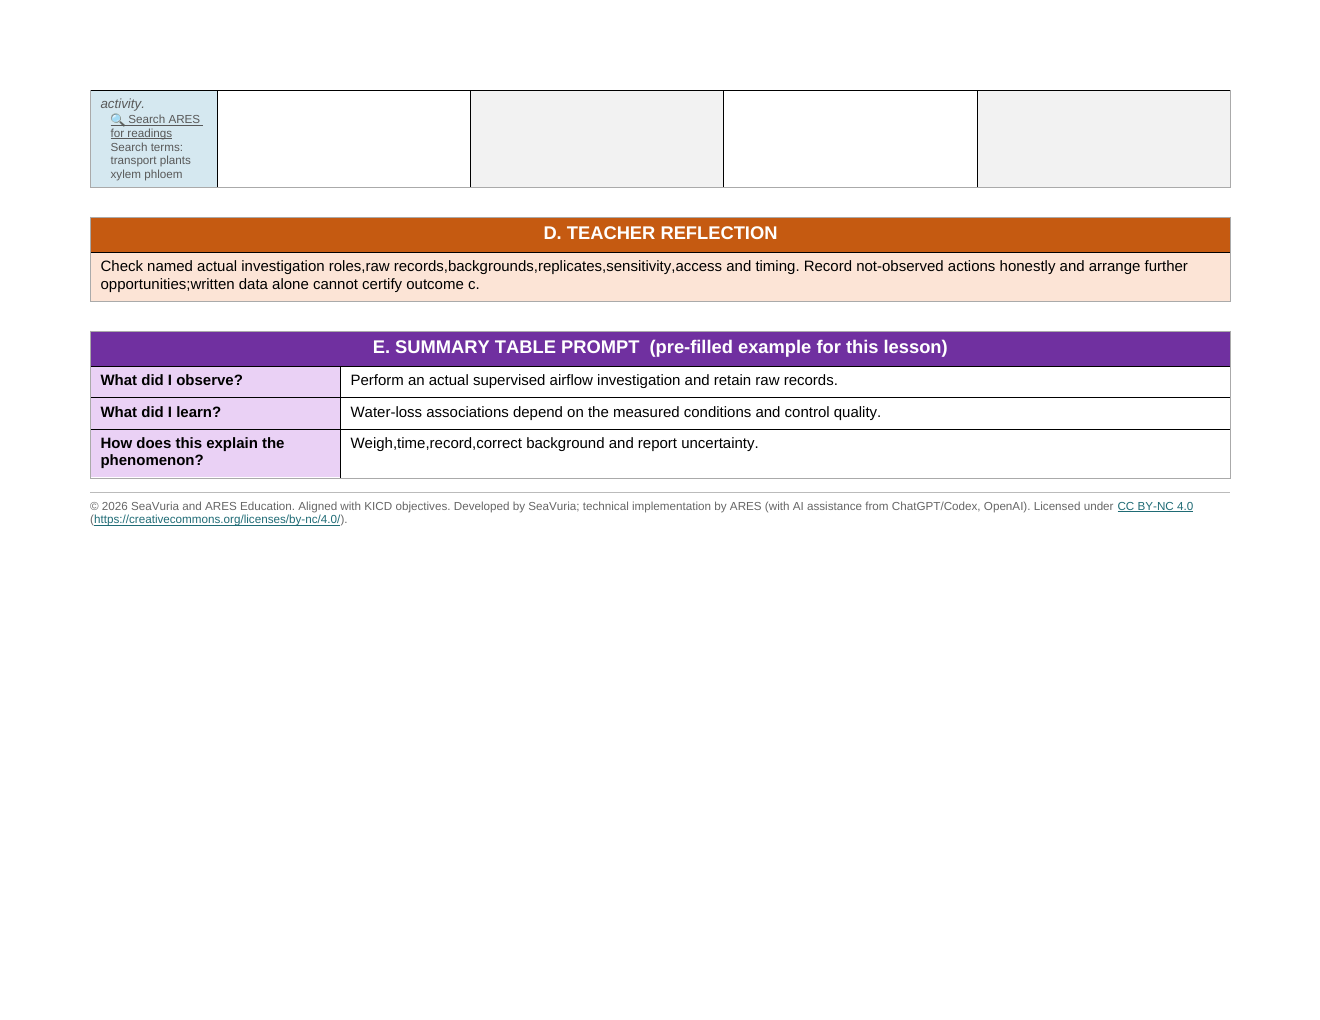 activity.
🔍 Search ARES
for readings
Search terms:
transport plants
xylem phloem
D. TEACHER REFLECTION
Check named actual investigation roles,raw records,backgrounds,replicates,sensitivity,access and timing. Record not-observed actions honestly and arrange further
opportunities;written data alone cannot certify outcome c.
E. SUMMARY TABLE PROMPT  (pre-filled example for this lesson)
What did I observe?
Perform an actual supervised airflow investigation and retain raw records.
What did I learn?
Water-loss associations depend on the measured conditions and control quality.
How does this explain the
phenomenon?
Weigh,time,record,correct background and report uncertainty.
© 2026 SeaVuria and ARES Education. Aligned with KICD objectives. Developed by SeaVuria; technical implementation by ARES (with AI assistance from ChatGPT/Codex, OpenAI). Licensed under CC BY-NC 4.0
(https://creativecommons.org/licenses/by-nc/4.0/).